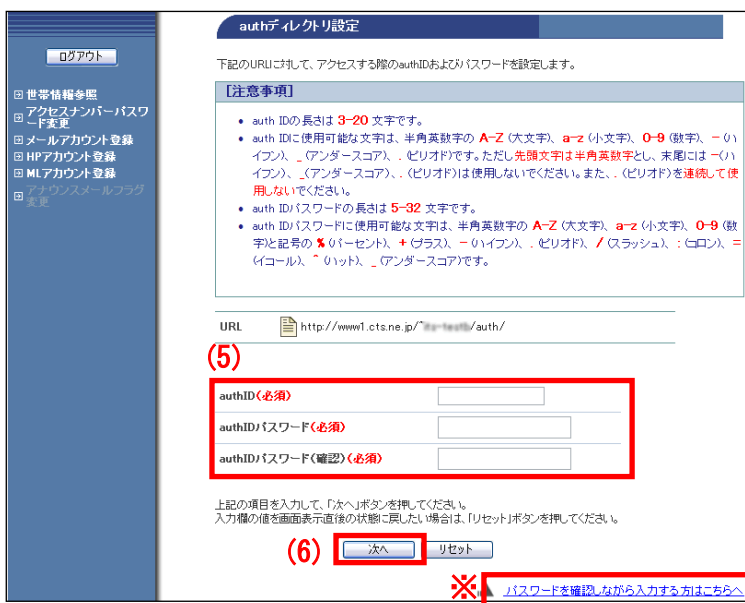 authディレクトリ設定
ログアウト
下記のURLに対して、アクセスする際のauthIDおよびパスワードを設定します。
世帯情報参照
アクセスナンバーパスワ
ード変更
メールアカウント登録
HPアカウント登録
MLアカウント登録
アナウンスメールフラグ
変更
[注意事項]
• auth IDの長さは 3-20 文字です。
• auth IDに使用可能な文字は、半角英数字の A-Z (大文字)、a-z (小文字)、0-9 (数字)、- (ハ
イフン)、_ (アンダースコア)、. (ピリオド)です。ただし先頭文字は半角英数字とし、末尾には -(ハ
イフン)、_(アンダースコア)、. (ピリオド)は使用しないでください。また、. (ピリオド)を連続して使
用しないでください。
• auth IDパスワードの長さは 5-32 文字です。
• auth IDパスワードに使用可能な文字は、半角英数字の A-Z (大文字)、a-z (小文字)、0-9 (数
字)と記号の % (パーセント)、+ (プラス)、- (ハイフン)、. (ピリオド)、/ (スラッシュ)、: (コロン)、=
(イコール)、^ (ハット)、_ (アンダースコア)です。
URL http://www1.cts.ne.jp/~ /auth/
(5)
authID(必須)
authIDパスワード(必須)
authIDパスワード(確認)(必須)
上記の項目を入力して、「次へ」ボタンを押してください。
入力欄の値を画面表示直後の状態に戻したい場合は、「リセット」ボタンを押してください。
(6) 次へ リセット
※ パスワードを確認しながら入力する方はこちらへ